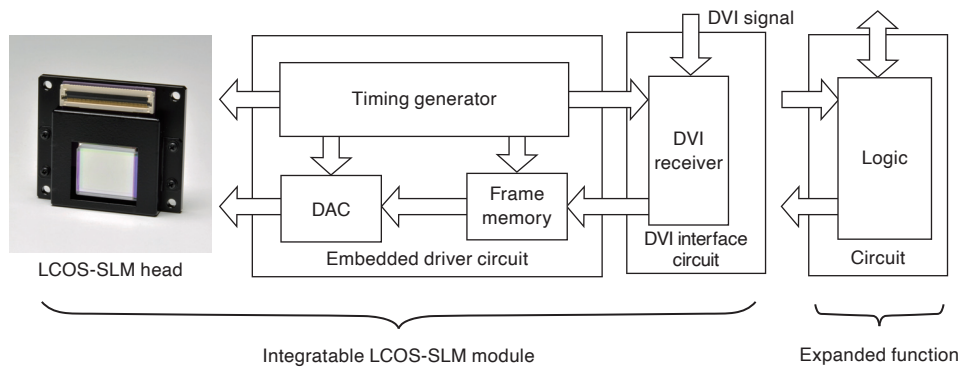 DVI signal
Timing generator
DVI
receiver
Logic
DAC
Frame
memory
DVI interface
circuit
Embedded driver circuit
Circuit
LCOS-SLM head
Integratable LCOS-SLM module
Expanded function